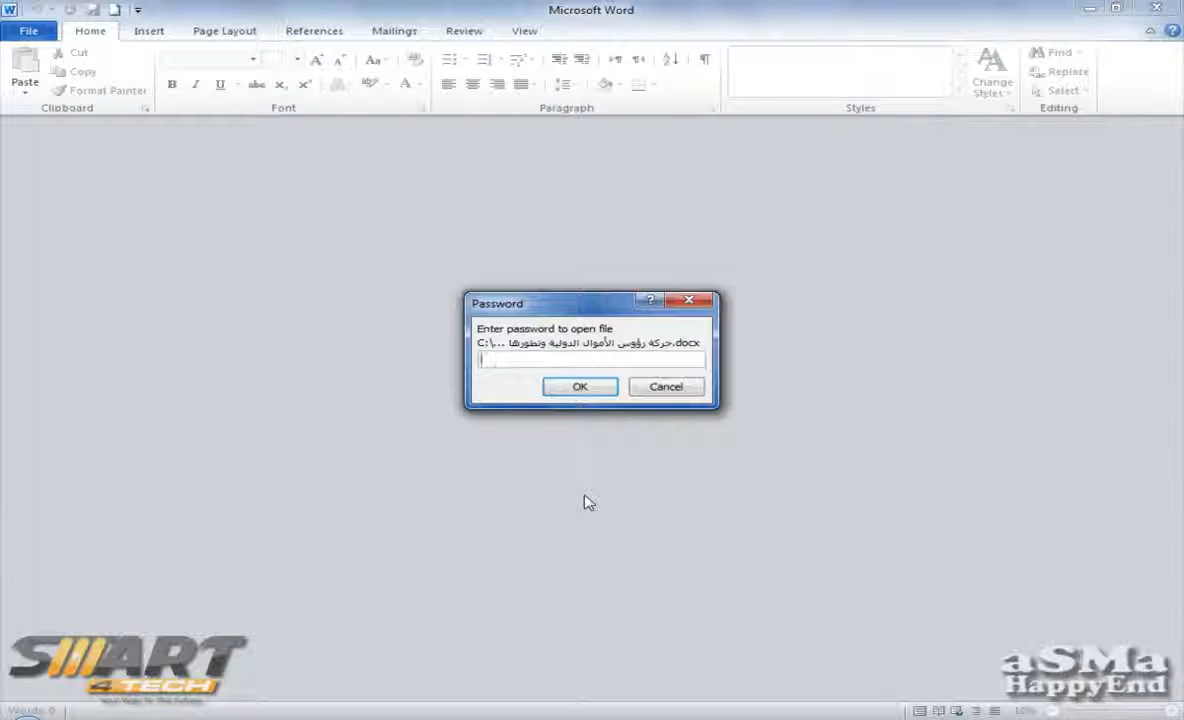 Microsoft Word
File Home Insert Page Layout References Mailings Review View
Cut
Copy
Paste
Format Painter
Change Styles
Find
Replace
Select
Clipboard Font Paragraph Styles Editing
Password
Enter password to open file
C:\... حركة رؤوس الأموال الدولية وتطورها.docx
OK Cancel
SMART
4TECH
aSMa
HappyEnd
Words: 0